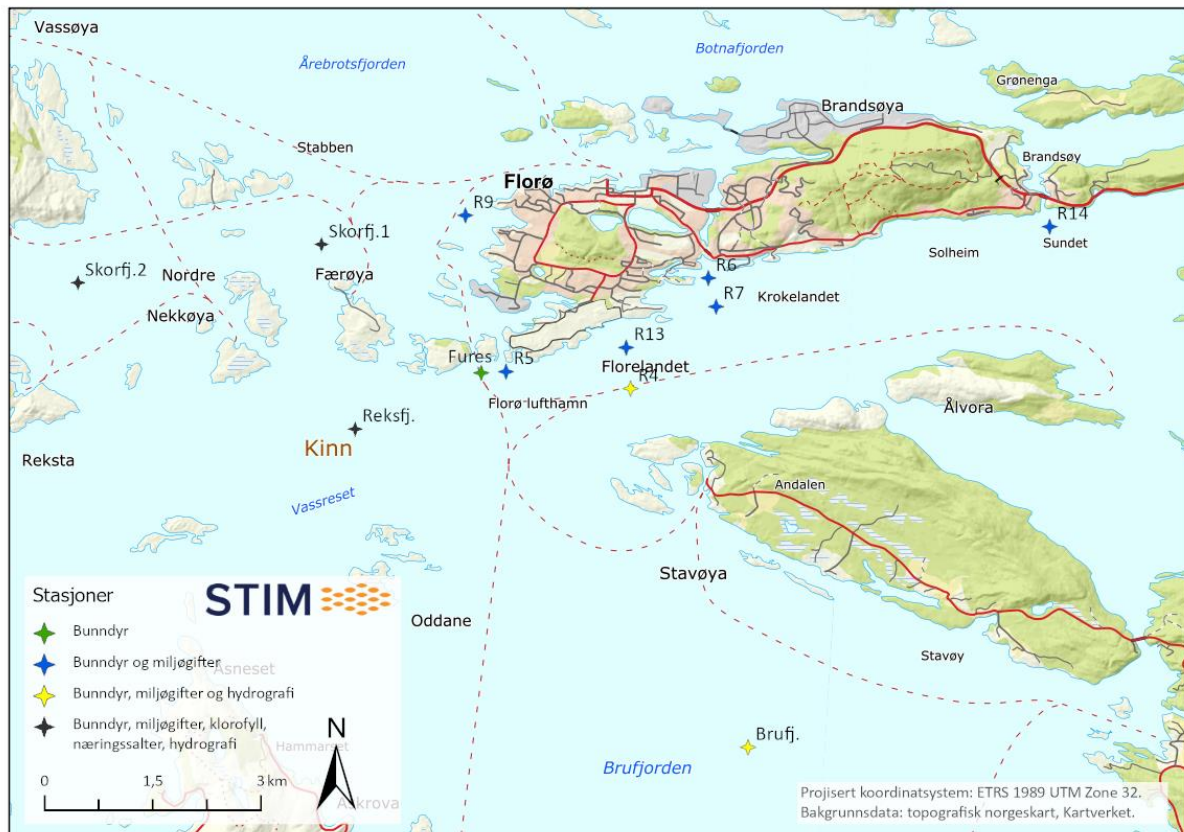 Vassøya
Botnafjorden
Årebrotsfjorden
Grønenga
Brandsøya
Stabben
Brandsøy
Florø
R9
R14
Skorfj.1
Sundet
Solheim
Skorfj.2
Nordre
Færøya
R6
Krokelandet
R7
Nekkøya
R13
Fures
R5
Florelandet
R4
Florø lufthamn
Ålvora
Reksfj.
Kinn
Reksta
Andalen
Vassreset
Stavøya
Stasjoner
STIM
Oddane
Bunndyr
Stavøy
Bunndyr og miljøgifter
Asneset
Bunndyr, miljøgifter og hydrografi
Bunndyr, miljøgifter, klorofyll,
næringssalter, hydrografi
Hammarset
N
Brufj.
Brufjorden
0 1,5 3 km
Askrova
Projisert koordinatsystem: ETRS 1989 UTM Zone 32.
Bakgrunnsdata: topografisk norgeskart, Kartverket.